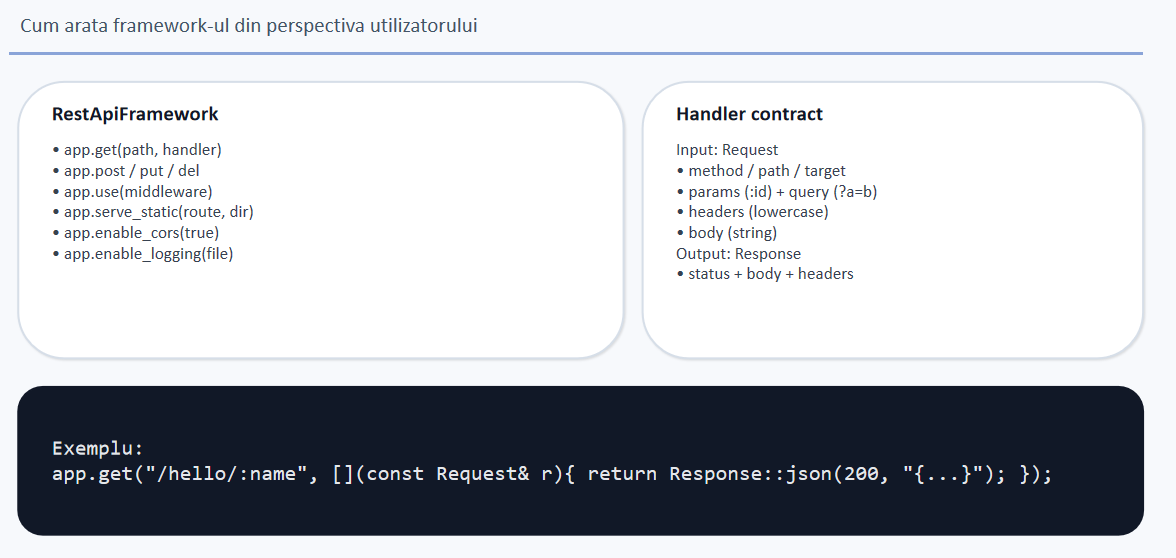 Cum arata framework-ul din perspectiva utilizatorului
RestApiFramework
• app.get(path, handler)
• app.post / put / del
• app.use(middleware)
• app.serve_static(route, dir)
• app.enable_cors(true)
• app.enable_logging(file)
Handler contract
Input: Request
• method / path / target
• params (:id) + query (?a=b)
• headers (lowercase)
• body (string)
Output: Response
• status + body + headers
Exemplu:
app.get("/hello/:name", [](const Request& r){ return Response::json(200, "{...}"); });